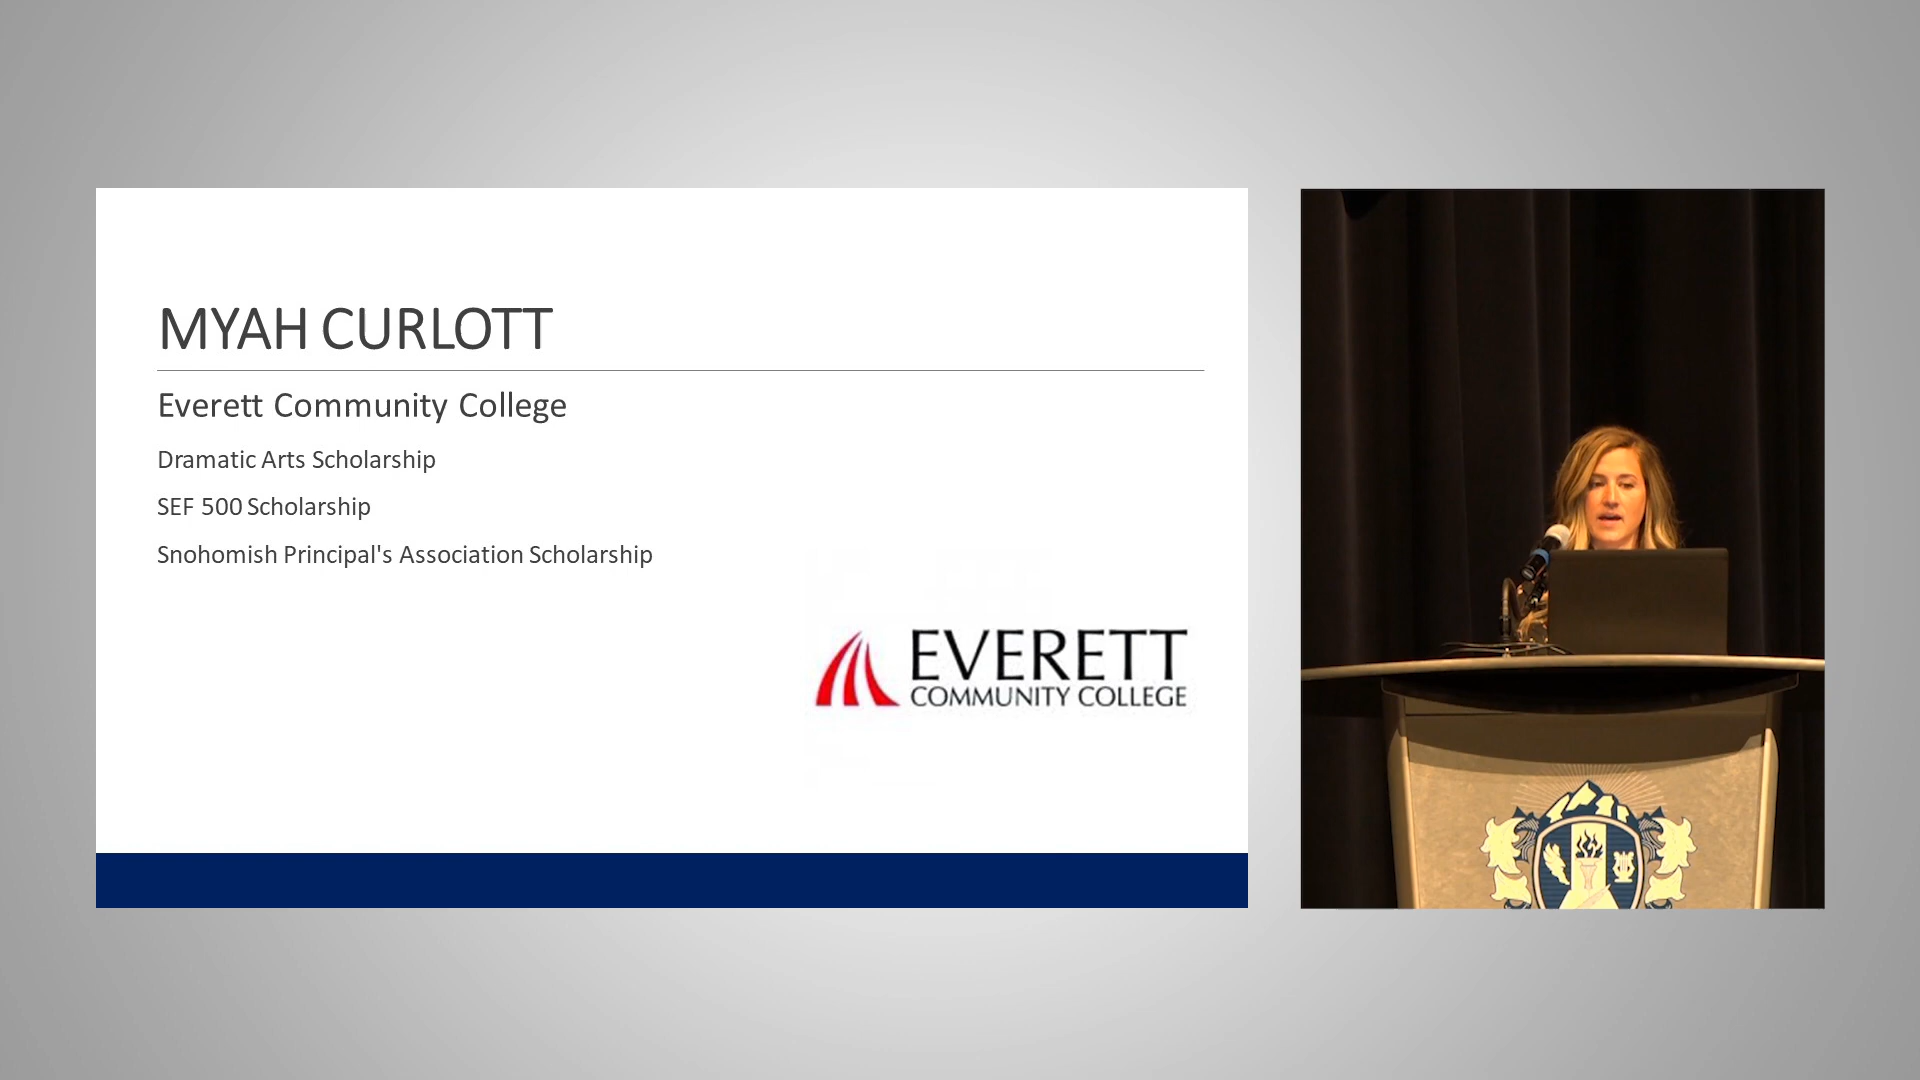 MYAH CURLOTT
Everett Community College
Dramatic Arts Scholarship
SEF 500 Scholarship
Snohomish Principal's Association Scholarship
EVERETT
COMMUNITY COLLEGE